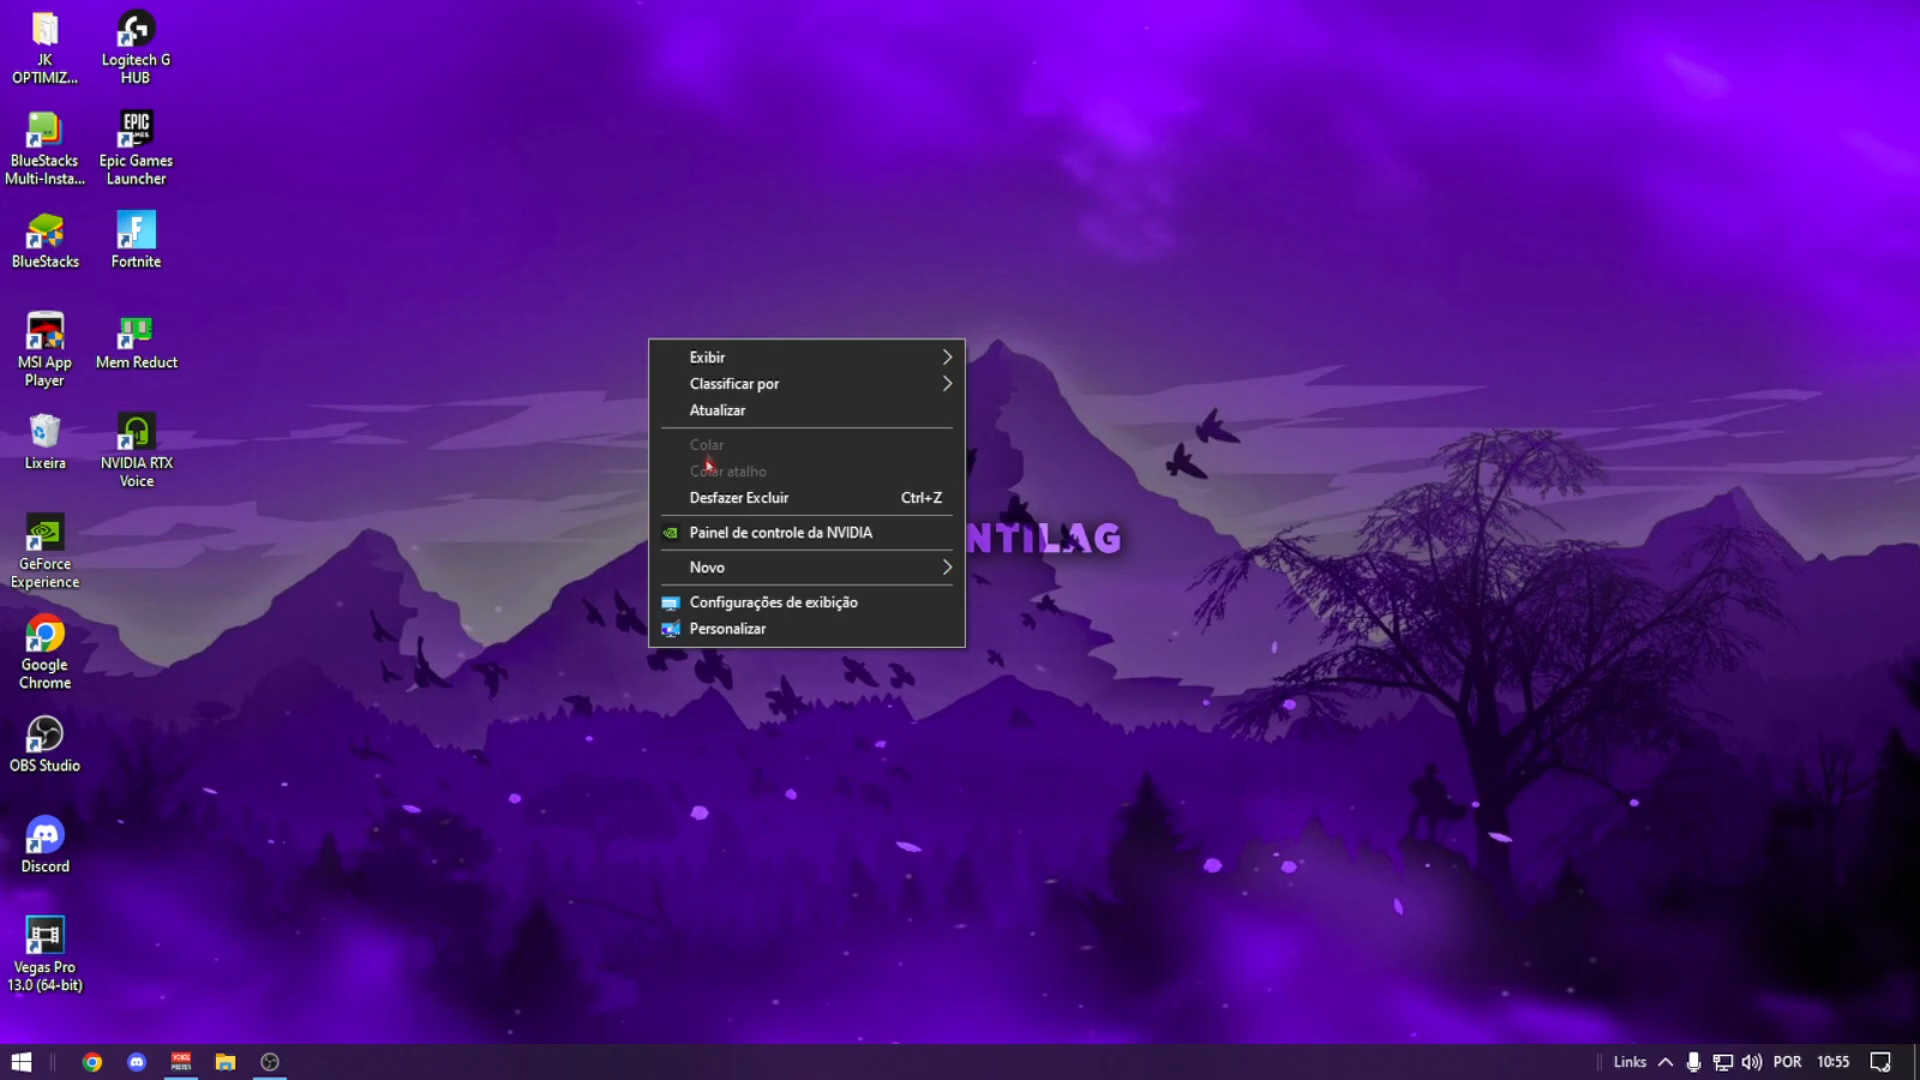 JK
OPTIMIZ...
Logitech G
HUB
BlueStacks
Multi-Insta...
EPIC
GAMES
Epic Games
Launcher
BlueStacks
Fortnite
MSI App
Player
Mem Reduct
Lixeira
NVIDIA RTX
Voice
GeForce
Experience
Google
Chrome
OBS Studio
Discord
Vegas Pro
13.0 (64-bit)
Exibir
Classificar por
Atualizar
Colar
Colar atalho
Desfazer Excluir Ctrl+Z
Painel de controle da NVIDIA
Novo
Configurações de exibição
Personalizar
NTILAG
Links POR 10:55